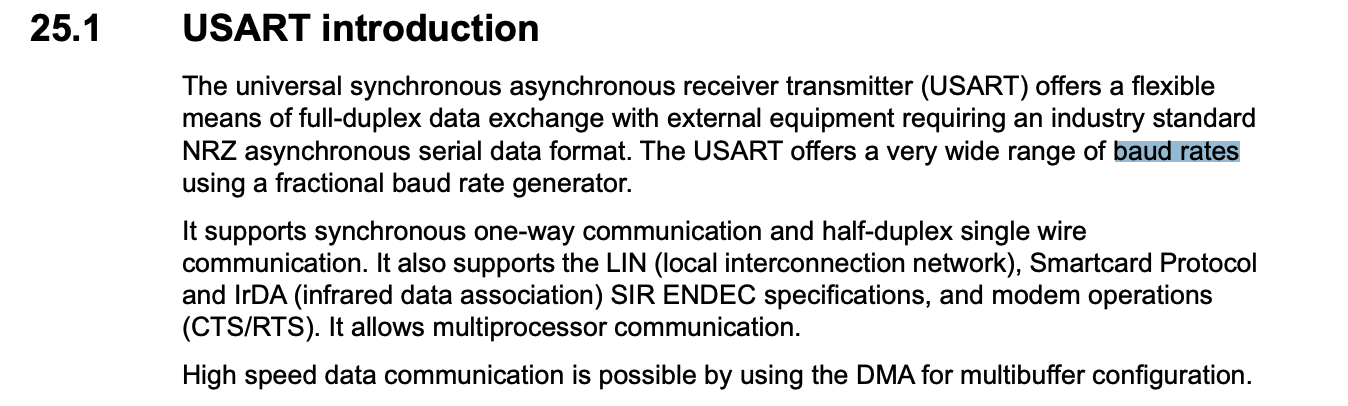 25.1 USART introduction
The universal synchronous asynchronous receiver transmitter (USART) offers a flexible
means of full-duplex data exchange with external equipment requiring an industry standard
NRZ asynchronous serial data format. The USART offers a very wide range of baud rates
using a fractional baud rate generator.
It supports synchronous one-way communication and half-duplex single wire
communication. It also supports the LIN (local interconnection network), Smartcard Protocol
and IrDA (infrared data association) SIR ENDEC specifications, and modem operations
(CTS/RTS). It allows multiprocessor communication.
High speed data communication is possible by using the DMA for multibuffer configuration.